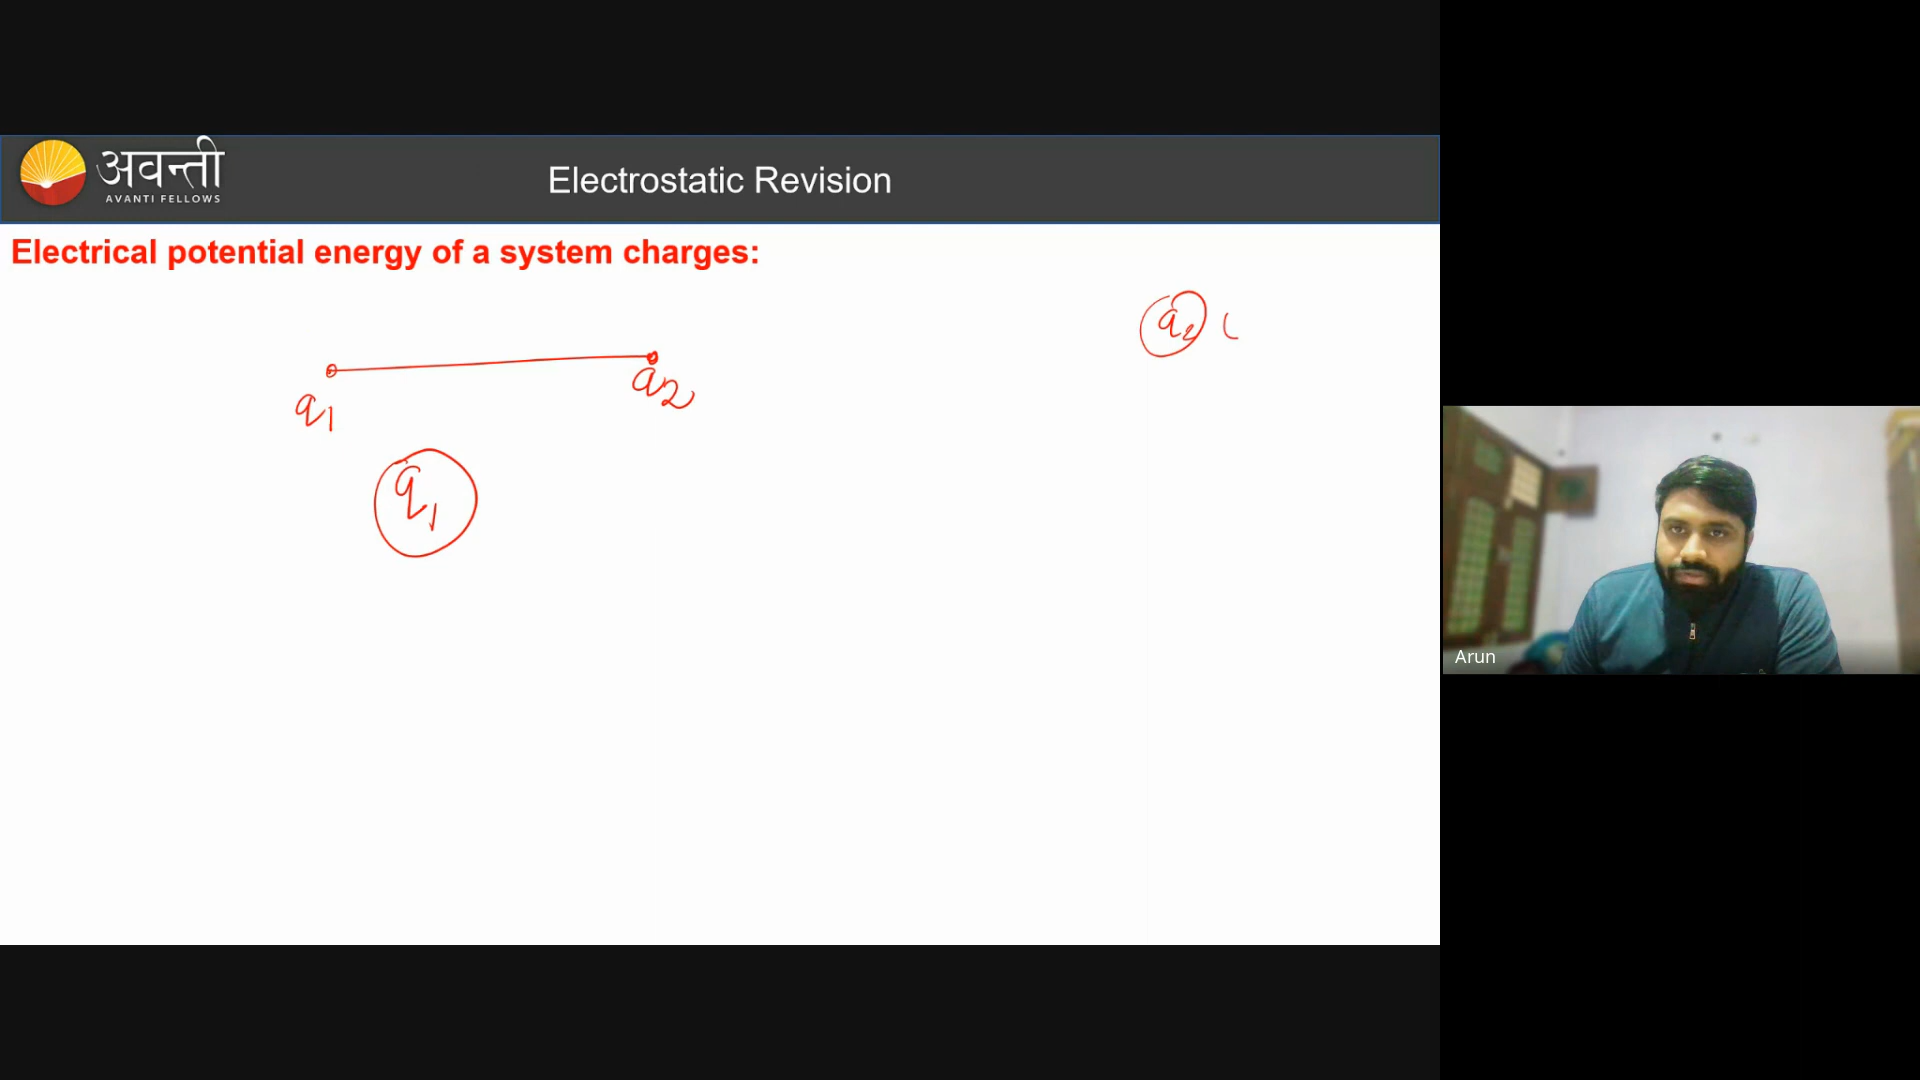 अवन्ती
AVANTI FELLOWS
Electrostatic Revision
Electrical potential energy of a system charges:
q2 (
q1
q2
q1
Arun